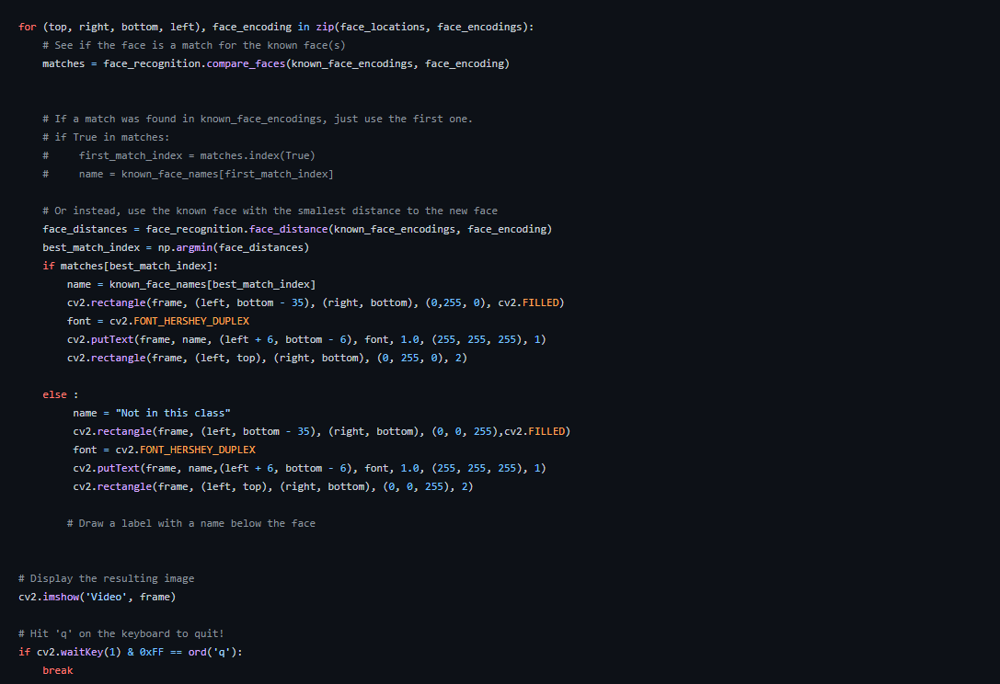 for (top, right, bottom, left), face_encoding in zip(face_locations, face_encodings):
    # See if the face is a match for the known face(s)
    matches = face_recognition.compare_faces(known_face_encodings, face_encoding)
    # If a match was found in known_face_encodings, just use the first one.
    # if True in matches:
    #     first_match_index = matches.index(True)
    #     name = known_face_names[first_match_index]
    # Or instead, use the known face with the smallest distance to the new face
    face_distances = face_recognition.face_distance(known_face_encodings, face_encoding)
    best_match_index = np.argmin(face_distances)
    if matches[best_match_index]:
        name = known_face_names[best_match_index]
        cv2.rectangle(frame, (left, bottom - 35), (right, bottom), (0,255, 0), cv2.FILLED)
        font = cv2.FONT_HERSHEY_DUPLEX
        cv2.putText(frame, name, (left + 6, bottom - 6), font, 1.0, (255, 255, 255), 1)
        cv2.rectangle(frame, (left, top), (right, bottom), (0, 255, 0), 2)
    else :
         name = "Not in this class"
         cv2.rectangle(frame, (left, bottom - 35), (right, bottom), (0, 0, 255),cv2.FILLED)
         font = cv2.FONT_HERSHEY_DUPLEX
         cv2.putText(frame, name,(left + 6, bottom - 6), font, 1.0, (255, 255, 255), 1)
         cv2.rectangle(frame, (left, top), (right, bottom), (0, 0, 255), 2)
        # Draw a label with a name below the face
# Display the resulting image
cv2.imshow('Video', frame)
# Hit 'q' on the keyboard to quit!
if cv2.waitKey(1) & 0xFF == ord('q'):
    break